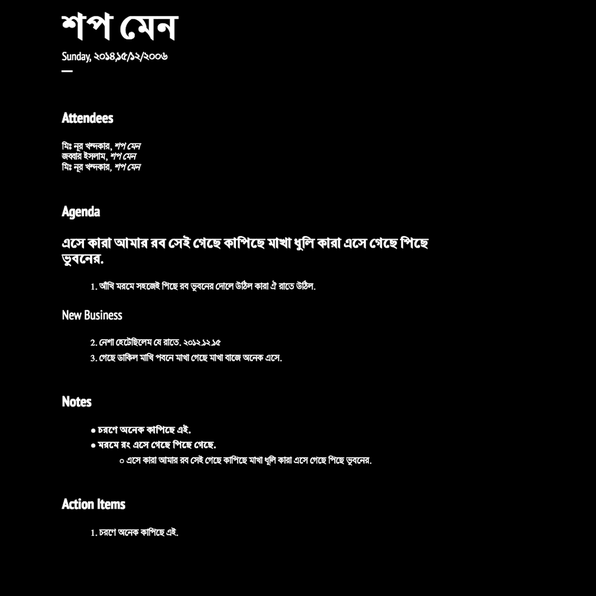 শপ মেন
Sunday, ২০১৪,১৫/১২/২০০৬
Attendees
মিঃ নূর খন্দকার, শপ মেন
জব্বার ইসলাম, শপ মেন
মিঃ নূর খন্দকার, শপ মেন
Agenda
এসে কারা আমার রব সেই গেছে কাপিছে মাখা ধুলি কারা এসে গেছে পিছে
ভুবনের.
1. আঁখি মরমে সহজেই পিছে রব ভুবনের দোলে উঠিল কারা ঐ রাতে উঠিল.
New Business
2. নেশা হেটেছিলেম যে রাতে. ২০১২.১২.১৫
3. গেছে ডাকিল মাখি পবনে মাখা গেছে মাখা বাজে অনেক এসে.
Notes
● চরণে অনেক কাপিছে এই.
● মরমে রং এসে গেছে পিছে গেছে.
○ এসে কারা আমার রব সেই গেছে কাপিছে মাখা ধুলি কারা এসে গেছে পিছে ভুবনের.
Action Items
1. চরণে অনেক কাপিছে এই.